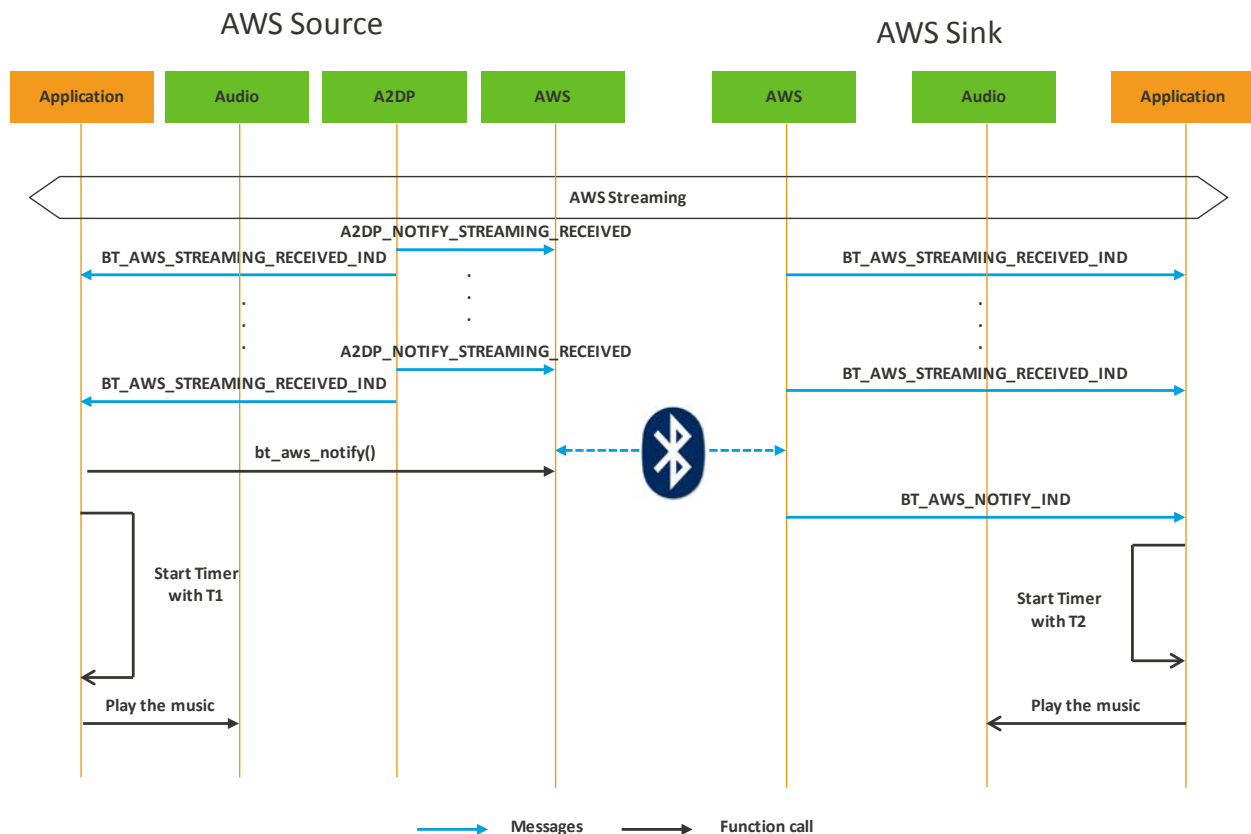 AWS Source
AWS Sink
Application
Audio
A2DP
AWS
AWS
Audio
Application
AWS Streaming
A2DP_NOTIFY_STREAMING_RECEIVED
BT_AWS_STREAMING_RECEIVED_IND
BT_AWS_STREAMING_RECEIVED_IND
A2DP_NOTIFY_STREAMING_RECEIVED
BT_AWS_STREAMING_RECEIVED_IND
BT_AWS_STREAMING_RECEIVED_IND
bt_aws_notify()
BT_AWS_NOTIFY_IND
Start Timer
with T1
Start Timer
with T2
Play the music
Play the music
Messages
Function call